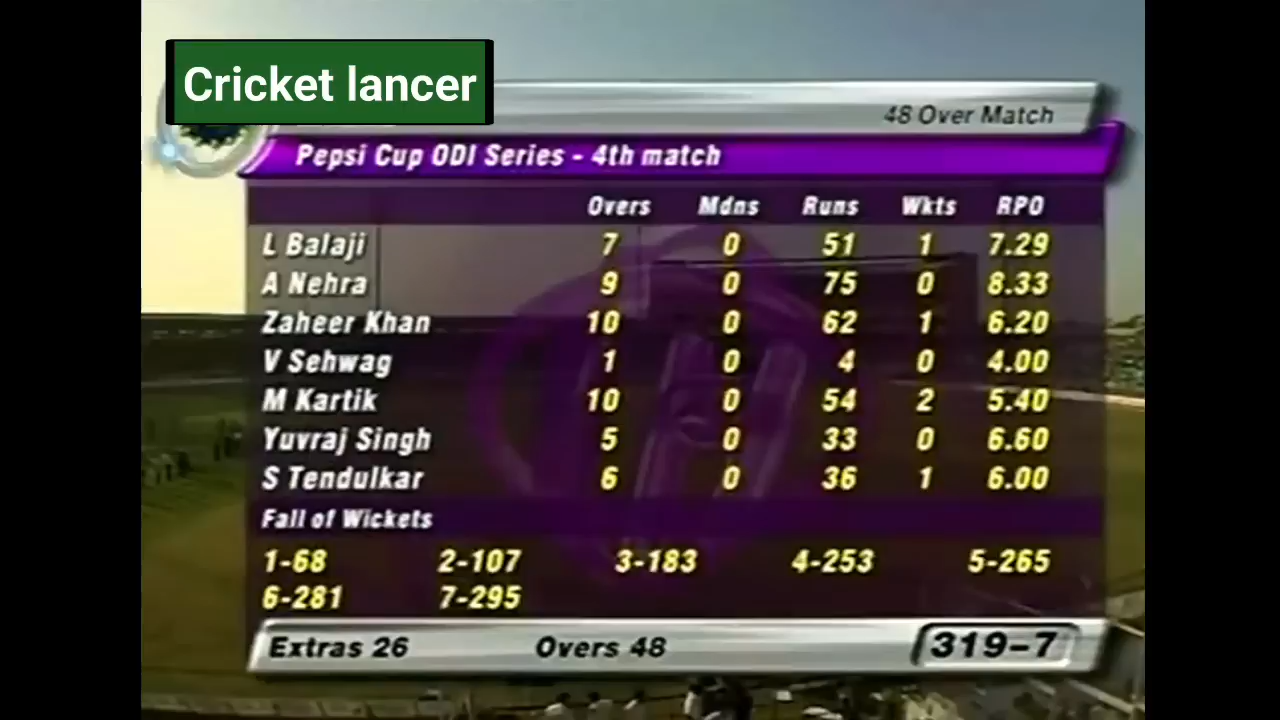 Cricket lancer
48 Over Match
Pepsi Cup ODI Series - 4th match
Overs Mdns Runs Wkts RPO
L Balaji 7 0 51 1 7.29
A Nehra 9 0 75 0 8.33
Zaheer Khan 10 0 62 1 6.20
V Sehwag 1 0 4 0 4.00
M Kartik 10 0 54 2 5.40
Yuvraj Singh 5 0 33 0 6.60
S Tendulkar 6 0 36 1 6.00
Fall of Wickets
1-68 2-107 3-183 4-253 5-265
6-281 7-295
Extras 26 Overs 48 319-7